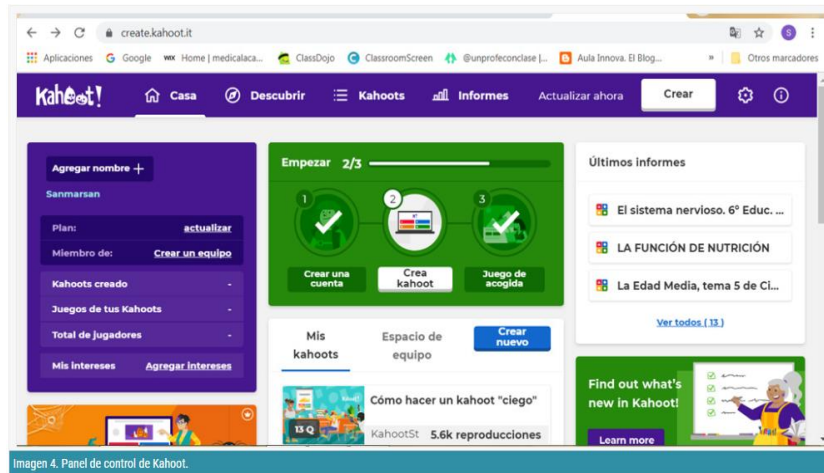 create.kahoot.it
S
Aplicaciones
Google
WIX Home | medicalaca...
ClassDojo
ClassroomScreen
@unprofeconclase |...
Aula Innova. El Blog...
»
Otros marcadores
Kahoot!
Casa
Descubrir
Kahoots
Informes
Actualizar ahora
Crear
Agregar nombre +
Sanmarsan
Plan: actualizar
Miembro de: Crear un equipo
Kahoots creado -
Juegos de tus Kahoots -
Total de jugadores -
Mis intereses Agregar intereses
Empezar 2/3
1
2
3
Crear una
cuenta
Crea
kahoot
Juego de
acogida
Mis
kahoots
Espacio de
equipo
Crear
nuevo
Cómo hacer un kahoot "ciego"
13 Q
KahootSt 5.6k reproducciones
Últimos informes
El sistema nervioso. 6º Educ. ...
LA FUNCIÓN DE NUTRICIÓN
La Edad Media, tema 5 de Ci...
Ver todos (13)
Find out what's
new in Kahoot!
Learn more
Imagen 4. Panel de control de Kahoot.